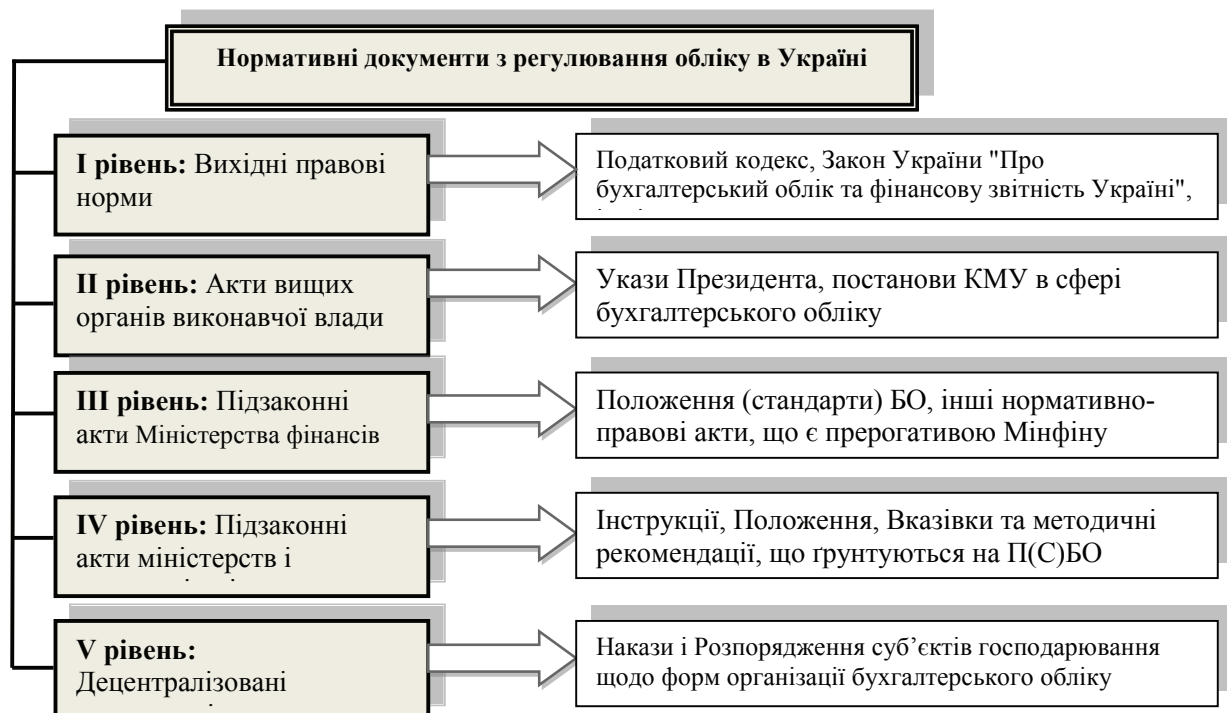 Нормативні документи з регулювання обліку в Україні
І рівень: Вихідні правові
норми
Податковий кодекс, Закон України "Про
бухгалтерський облік та фінансову звітність Україні",
ІІ рівень: Акти вищих
органів виконавчої влади
Укази Президента, постанови КМУ в сфері
бухгалтерського обліку
ІІІ рівень: Підзаконні
акти Міністерства фінансів
Положення (стандарти) БО, інші нормативно-
правові акти, що є прерогативою Мінфіну
IV рівень: Підзаконні
акти міністерств і
Інструкції, Положення, Вказівки та методичні
рекомендації, що ґрунтуються на П(С)БО
V рівень:
Децентралізовані
Накази і Розпорядження суб’єктів господарювання
щодо форм організації бухгалтерського обліку